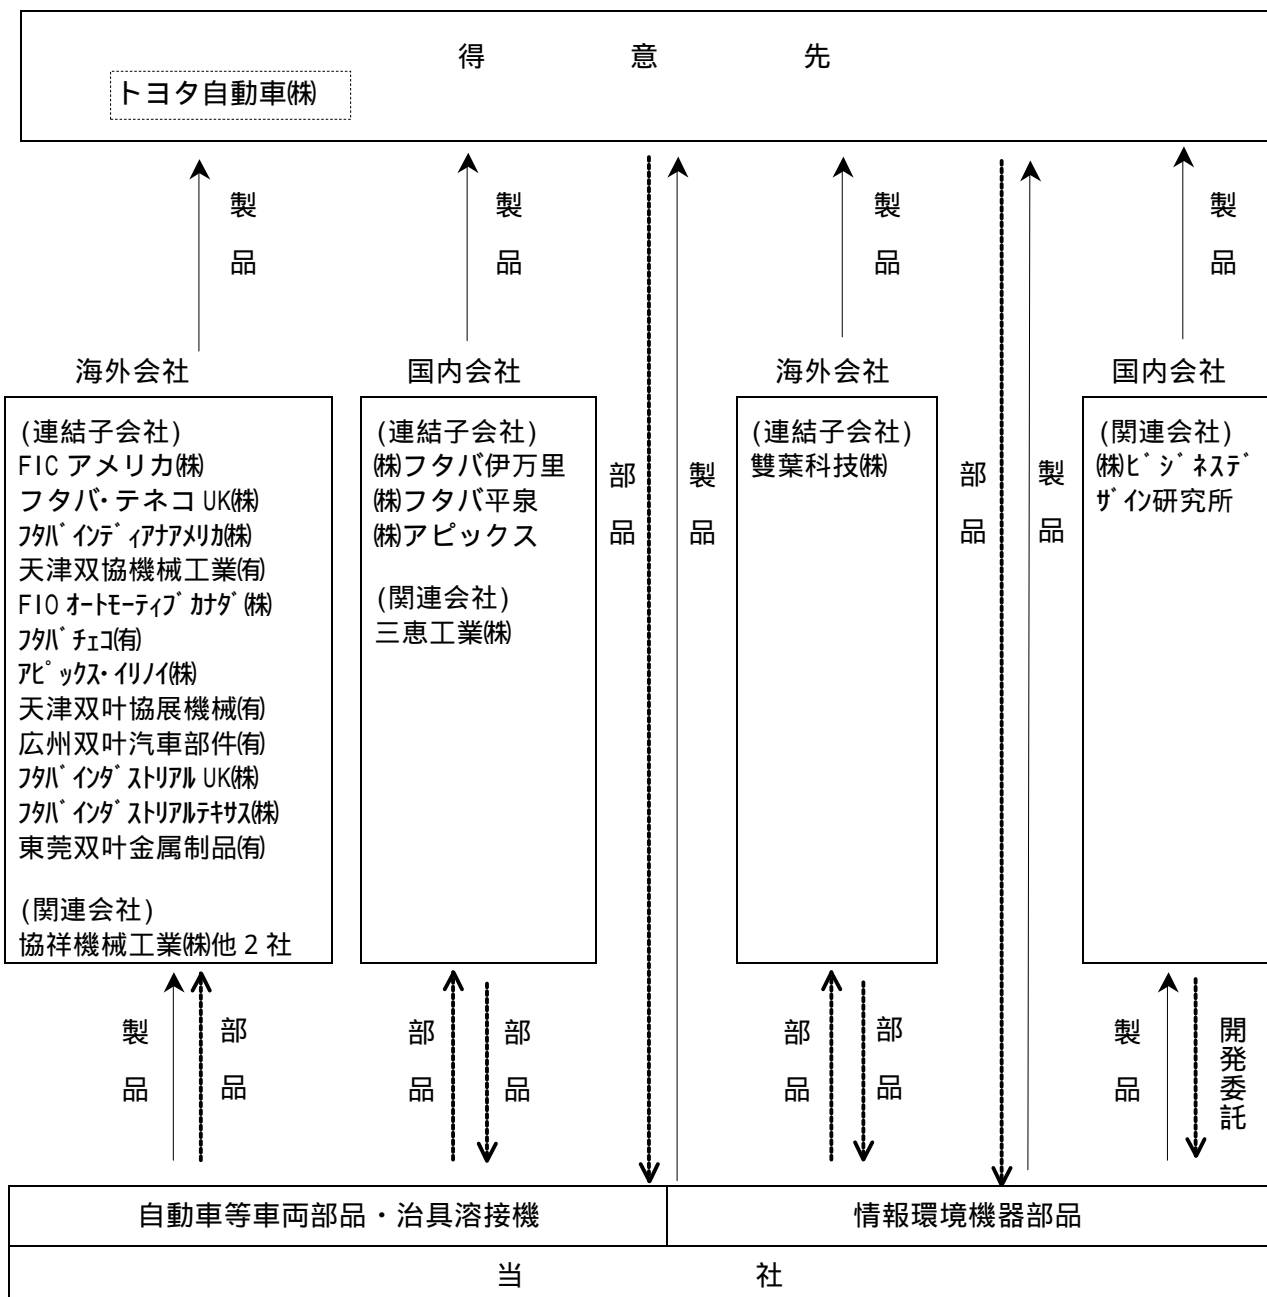 得意先
トヨタ自動車㈱
製品
製品
製品
製品
海外会社
国内会社
海外会社
国内会社
(連結子会社)
FIC アメリカ㈱
フタバ・テネコ UK㈱
ﾌﾀﾊﾞｲﾝﾃﾞｨｱﾅｱﾒﾘｶ㈱
天津双協機械工業㈲
FIO ｵｰﾄﾓｰﾃｨﾌﾞｶﾅﾀﾞ㈱
ﾌﾀﾊﾞﾁｪｺ㈲
ｱﾋﾟｯｸｽ・ｲﾘﾉｲ㈱
天津双叶協展機械㈲
広州双叶汽車部件㈲
ﾌﾀﾊﾞｲﾝﾀﾞｽﾄﾘｱﾙ UK㈱
ﾌﾀﾊﾞｲﾝﾀﾞｽﾄﾘｱﾙﾃｷｻｽ㈱
東莞双叶金属制品㈲
(関連会社)
協祥機械工業㈱他２社
(連結子会社)
㈱フタバ伊万里
㈱フタバ平泉
㈱アピックス
(関連会社)
三恵工業㈱
部品
製品
(連結子会社)
雙葉科技㈱
部品
製品
(関連会社)
㈱ﾋﾞｼﾞﾈｽﾃﾞ
ｻﾞｲﾝ研究所
製品
部品
部品
部品
部品
部品
製品
開発委託
自動車等車両部品・治具溶接機
情報環境機器部品
当社